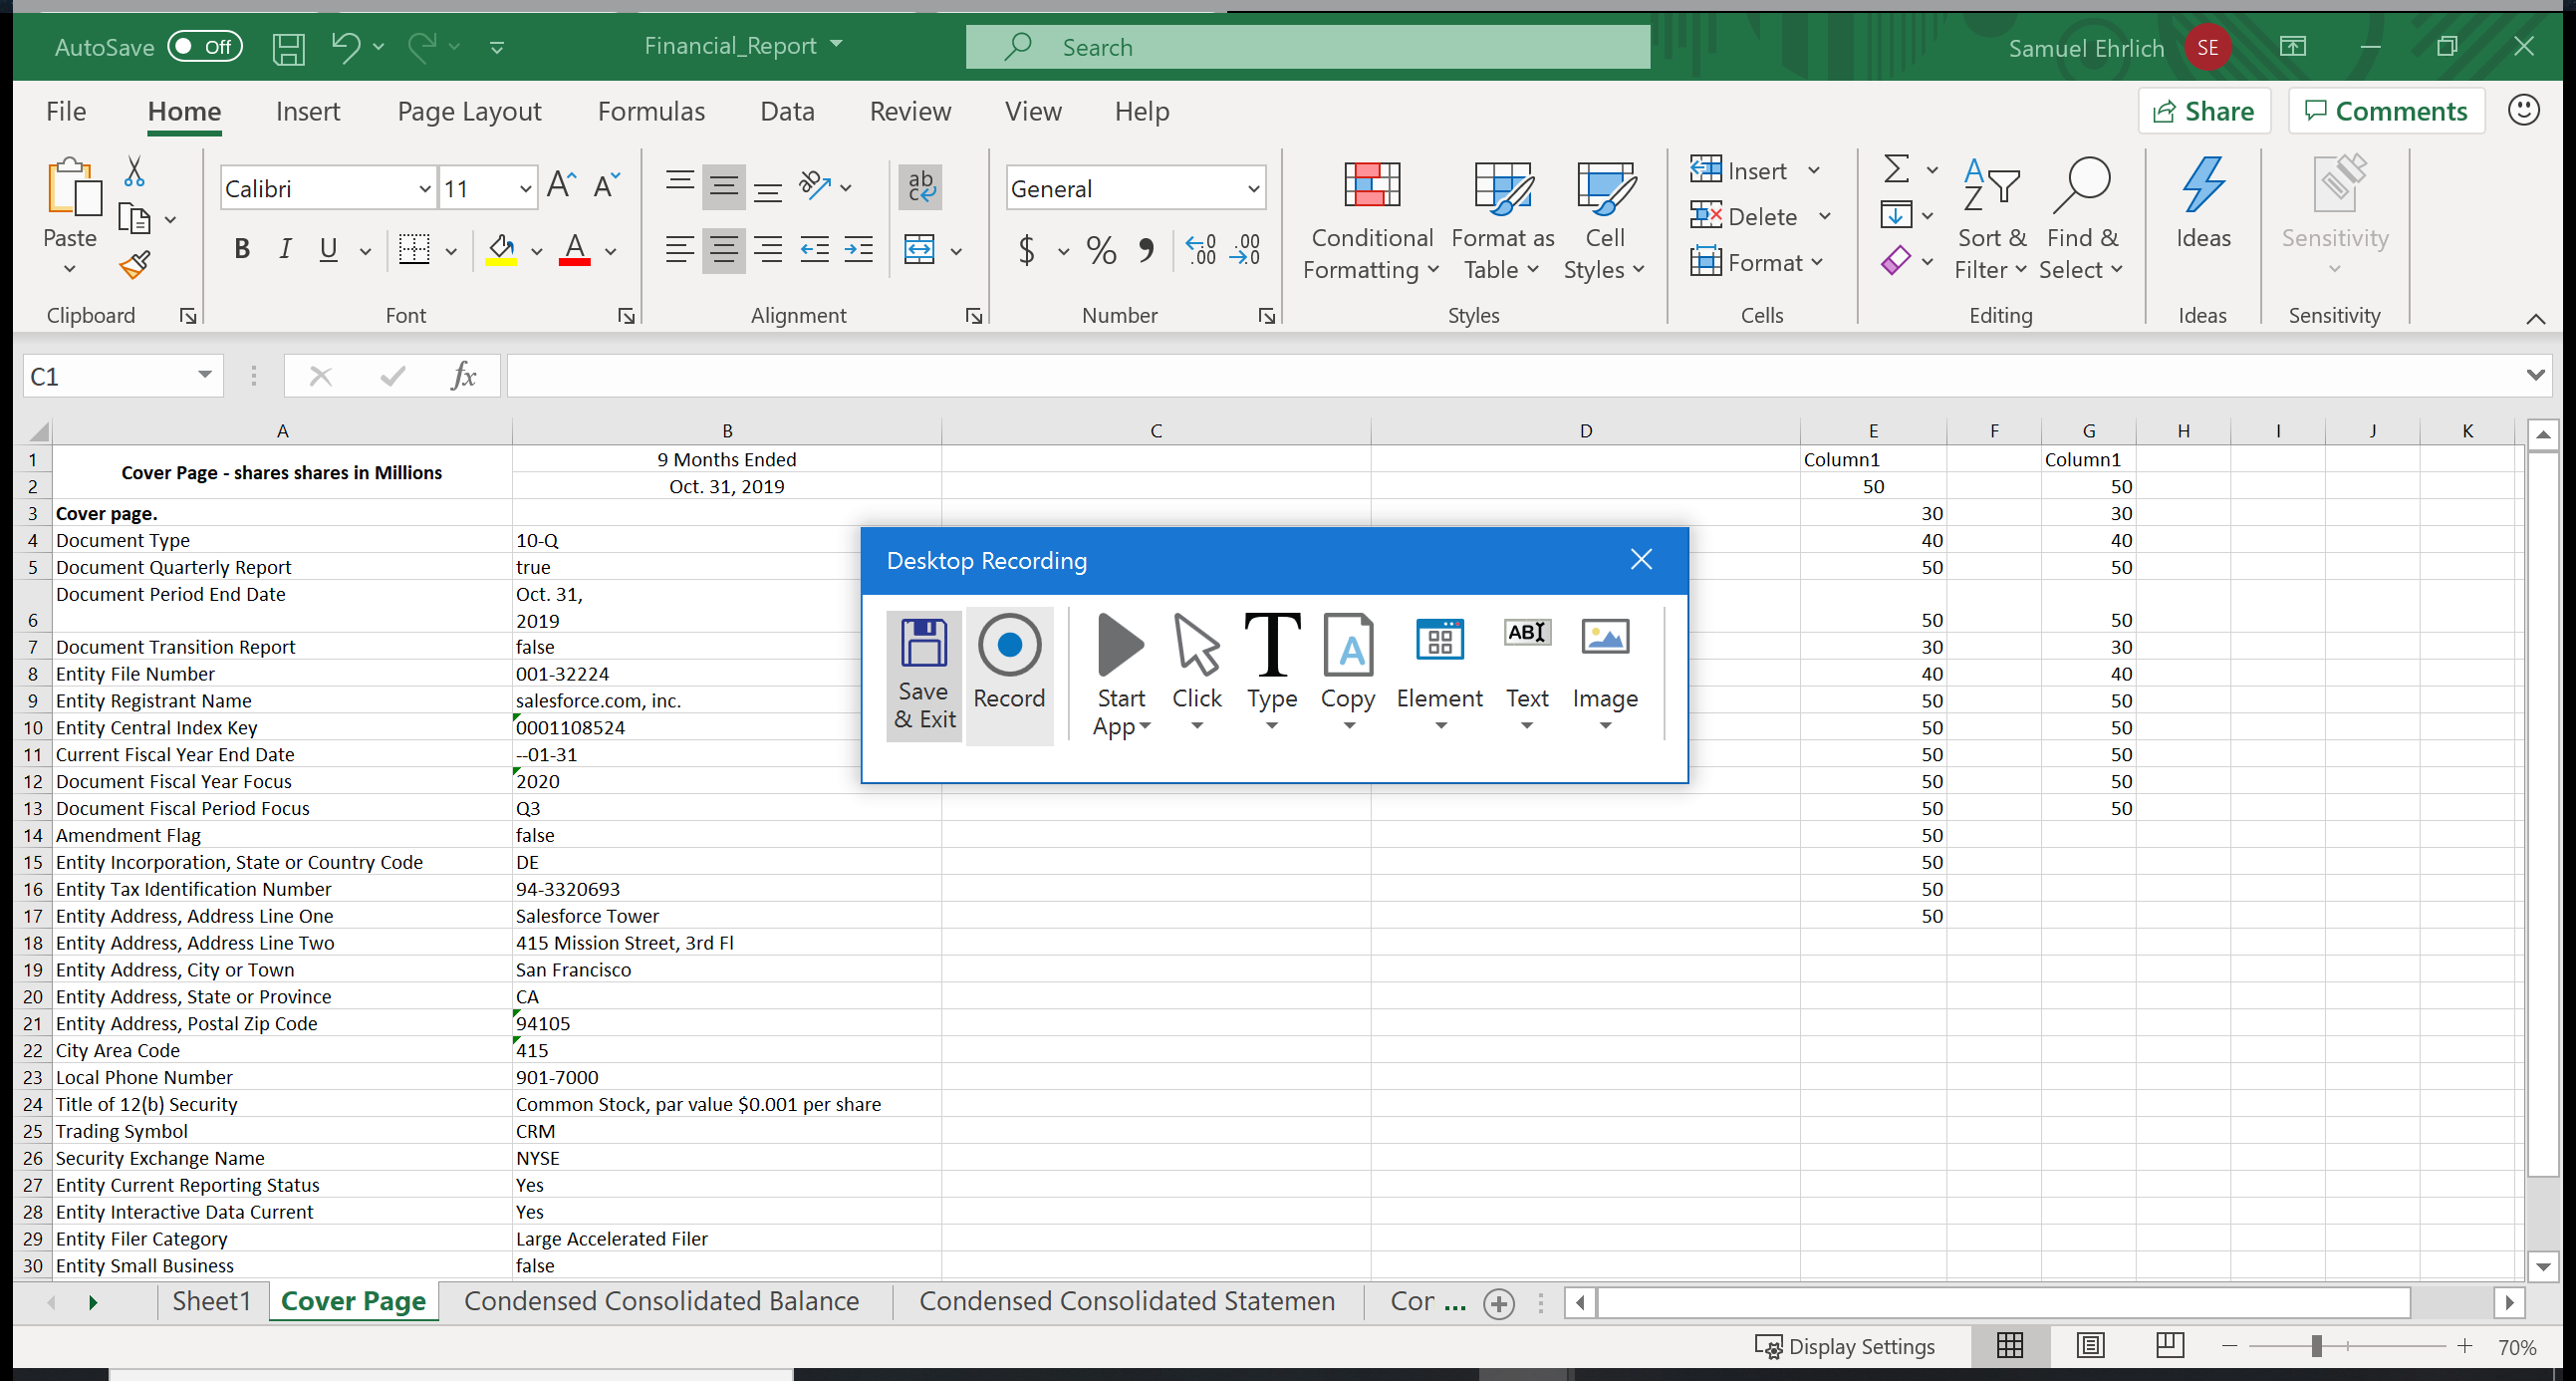 AutoSave Off Financial_Report Search Samuel Ehrlich SE
File Home Insert Page Layout Formulas Data Review View Help Share Comments
Paste
Clipboard
Calibri 11
B I U A
Font
ab
Alignment
General
$ % 9
Number
Conditional Formatting
Format as Table
Cell Styles
Styles
Insert
Delete
Format
Cells
Sort & Filter
Find & Select
Editing
Ideas
Ideas
Sensitivity
Sensitivity
C1 fx
A B C D E F G H I J K
1 Cover Page - shares shares in Millions 9 Months Ended Column1 Column1
2 Oct. 31, 2019 50 50
3 Cover page. 30 30
4 Document Type 10-Q 40 40
5 Document Quarterly Report true 50 50
Document Period End Date Oct. 31,
6 2019 50 50
7 Document Transition Report false 30 30
8 Entity File Number 001-32224 40 40
9 Entity Registrant Name salesforce.com, inc. 50 50
10 Entity Central Index Key 0001108524 50 50
11 Current Fiscal Year End Date --01-31 50 50
12 Document Fiscal Year Focus 2020 50 50
13 Document Fiscal Period Focus Q3 50 50
14 Amendment Flag false 50
15 Entity Incorporation, State or Country Code DE 50
16 Entity Tax Identification Number 94-3320693 50
17 Entity Address, Address Line One Salesforce Tower 50
18 Entity Address, Address Line Two 415 Mission Street, 3rd Fl
19 Entity Address, City or Town San Francisco
20 Entity Address, State or Province CA
21 Entity Address, Postal Zip Code 94105
22 City Area Code 415
23 Local Phone Number 901-7000
24 Title of 12(b) Security Common Stock, par value $0.001 per share
25 Trading Symbol CRM
26 Security Exchange Name NYSE
27 Entity Current Reporting Status Yes
28 Entity Interactive Data Current Yes
29 Entity Filer Category Large Accelerated Filer
30 Entity Small Business false
Desktop Recording
Save & Exit
Record
Start App
Click
Type
Copy
Element
Text
Image
Sheet1 Cover Page Condensed Consolidated Balance Condensed Consolidated Statemen Cor ...
Display Settings 70%